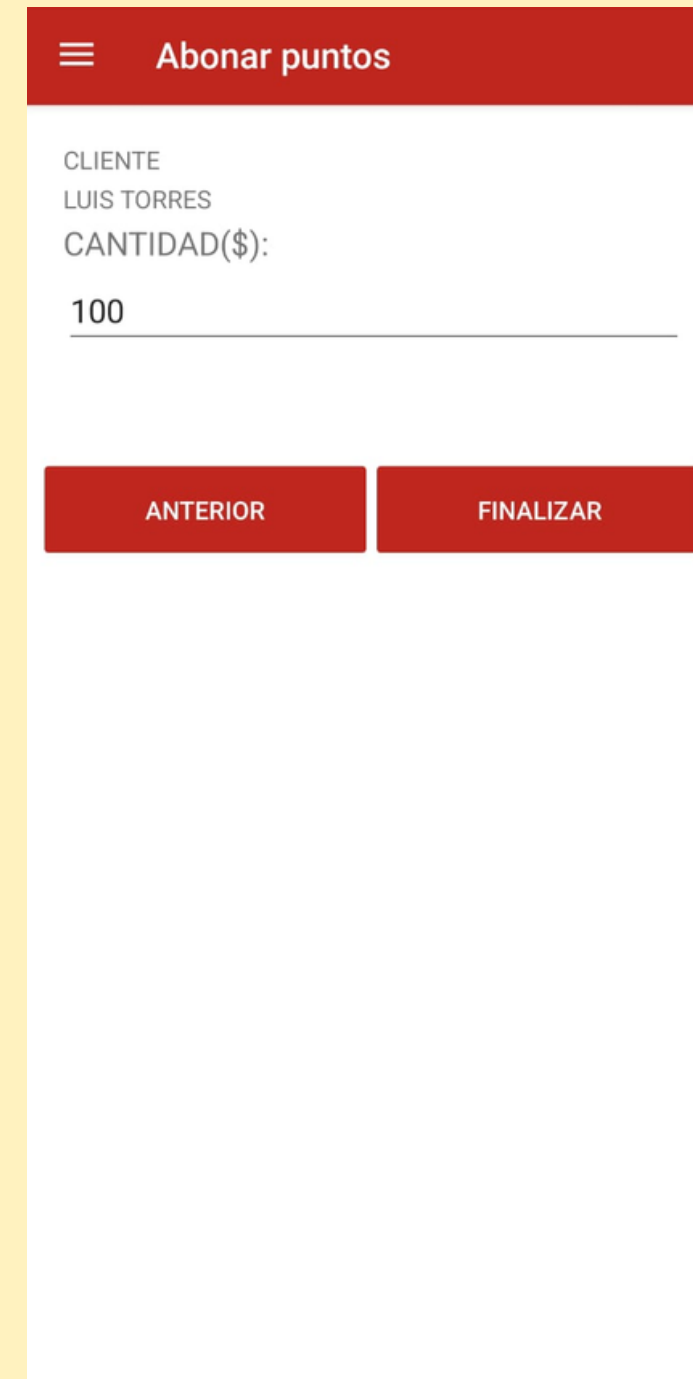 Abonar puntos
CLIENTE
LUIS TORRES
CANTIDAD($):
100
ANTERIOR FINALIZAR